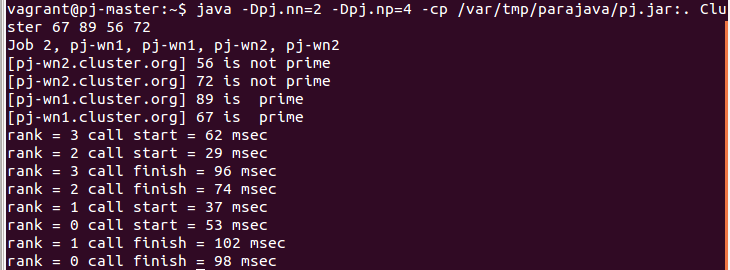 vagrant@pj-master:~$ java -Dpj.nn=2 -Dpj.np=4 -cp /var/tmp/parajava/pj.jar:. Clu
ster 67 89 56 72
Job 2, pj-wn1, pj-wn1, pj-wn2, pj-wn2
[pj-wn2.cluster.org] 56 is not prime
[pj-wn2.cluster.org] 72 is not prime
[pj-wn1.cluster.org] 89 is  prime
[pj-wn1.cluster.org] 67 is  prime
rank = 3 call start = 62 msec
rank = 2 call start = 29 msec
rank = 3 call finish = 96 msec
rank = 2 call finish = 74 msec
rank = 1 call start = 37 msec
rank = 0 call start = 53 msec
rank = 1 call finish = 102 msec
rank = 0 call finish = 98 msec